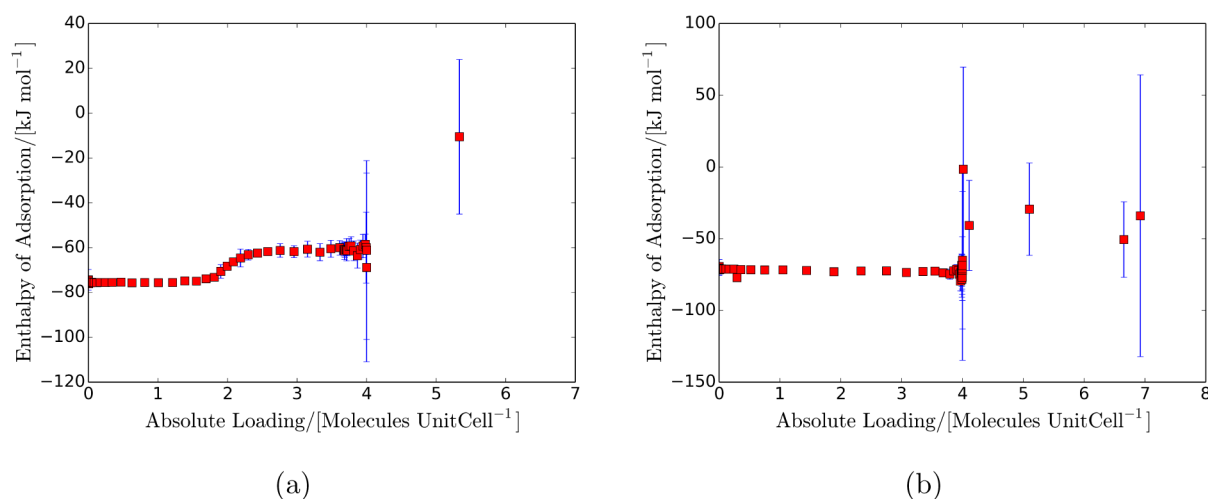 40
20
0
−20
−40
−60
−80
−100
−120
Enthalpy of Adsorption/[kJ mol⁻¹]
0 1 2 3 4 5 6 7
Absolute Loading/[Molecules UnitCell⁻¹]
(a)
100
50
0
−50
−100
−150
Enthalpy of Adsorption/[kJ mol⁻¹]
0 1 2 3 4 5 6 7 8
Absolute Loading/[Molecules UnitCell⁻¹]
(b)